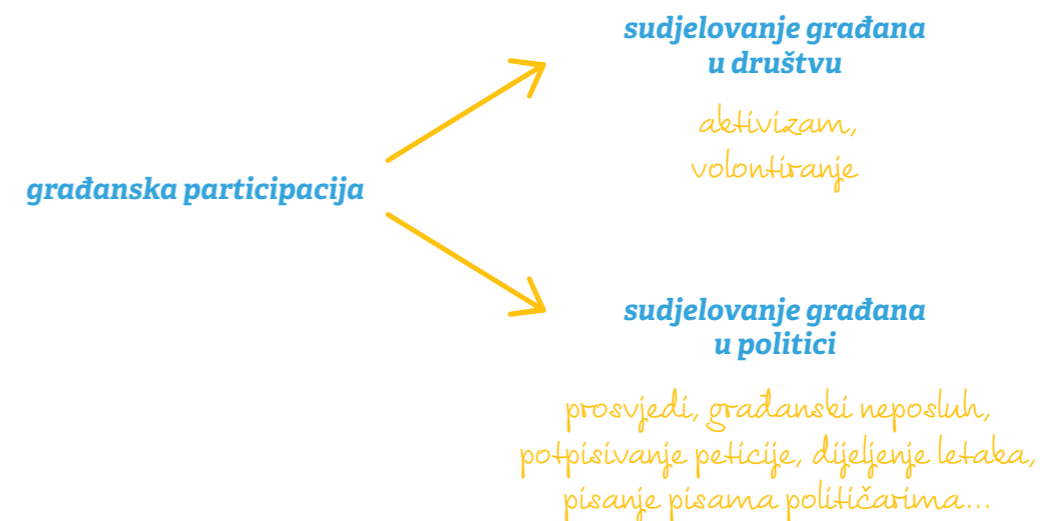 građanska participacija
sudjelovanje građana
u društvu
aktivizam,
volontiranje
sudjelovanje građana
u politici
prosvjedi, građanski neposluh,
potpisivanje peticije, dijeljenje letaka,
pisanje pisama političarima...